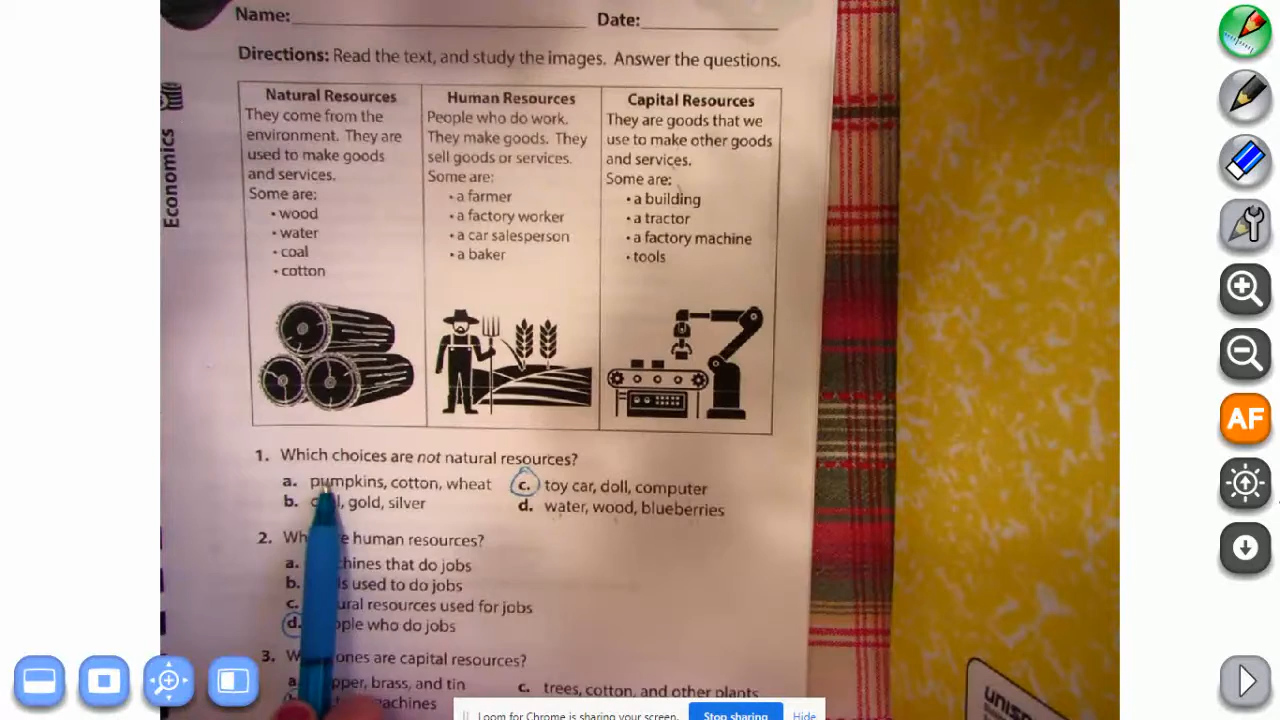 Name: Date:
Directions: Read the text, and study the images. Answer the questions.
Economics
Natural Resources
They come from the
environment. They are
used to make goods
and services.
Some are:
• wood
• water
• coal
• cotton
Human Resources
People who do work.
They make goods. They
sell goods or services.
Some are:
• a farmer
• a factory worker
• a car salesperson
• a baker
Capital Resources
They are goods that we
use to make other goods
and services.
Some are:
• a building
• a tractor
• a factory machine
• tools
1. Which choices are not natural resources?
a. pumpkins, cotton, wheat
b. gold, silver
c. toy car, doll, computer
d. water, wood, blueberries
2. human resources?
a. that do jobs
b. used to do jobs
c. resources used for jobs
d. who do jobs
3. ones are capital resources?
a. brass, and tin
c. trees, cotton, and other plants
AF
Loom for Chrome is sharing your screen.
Stop sharing
Hide